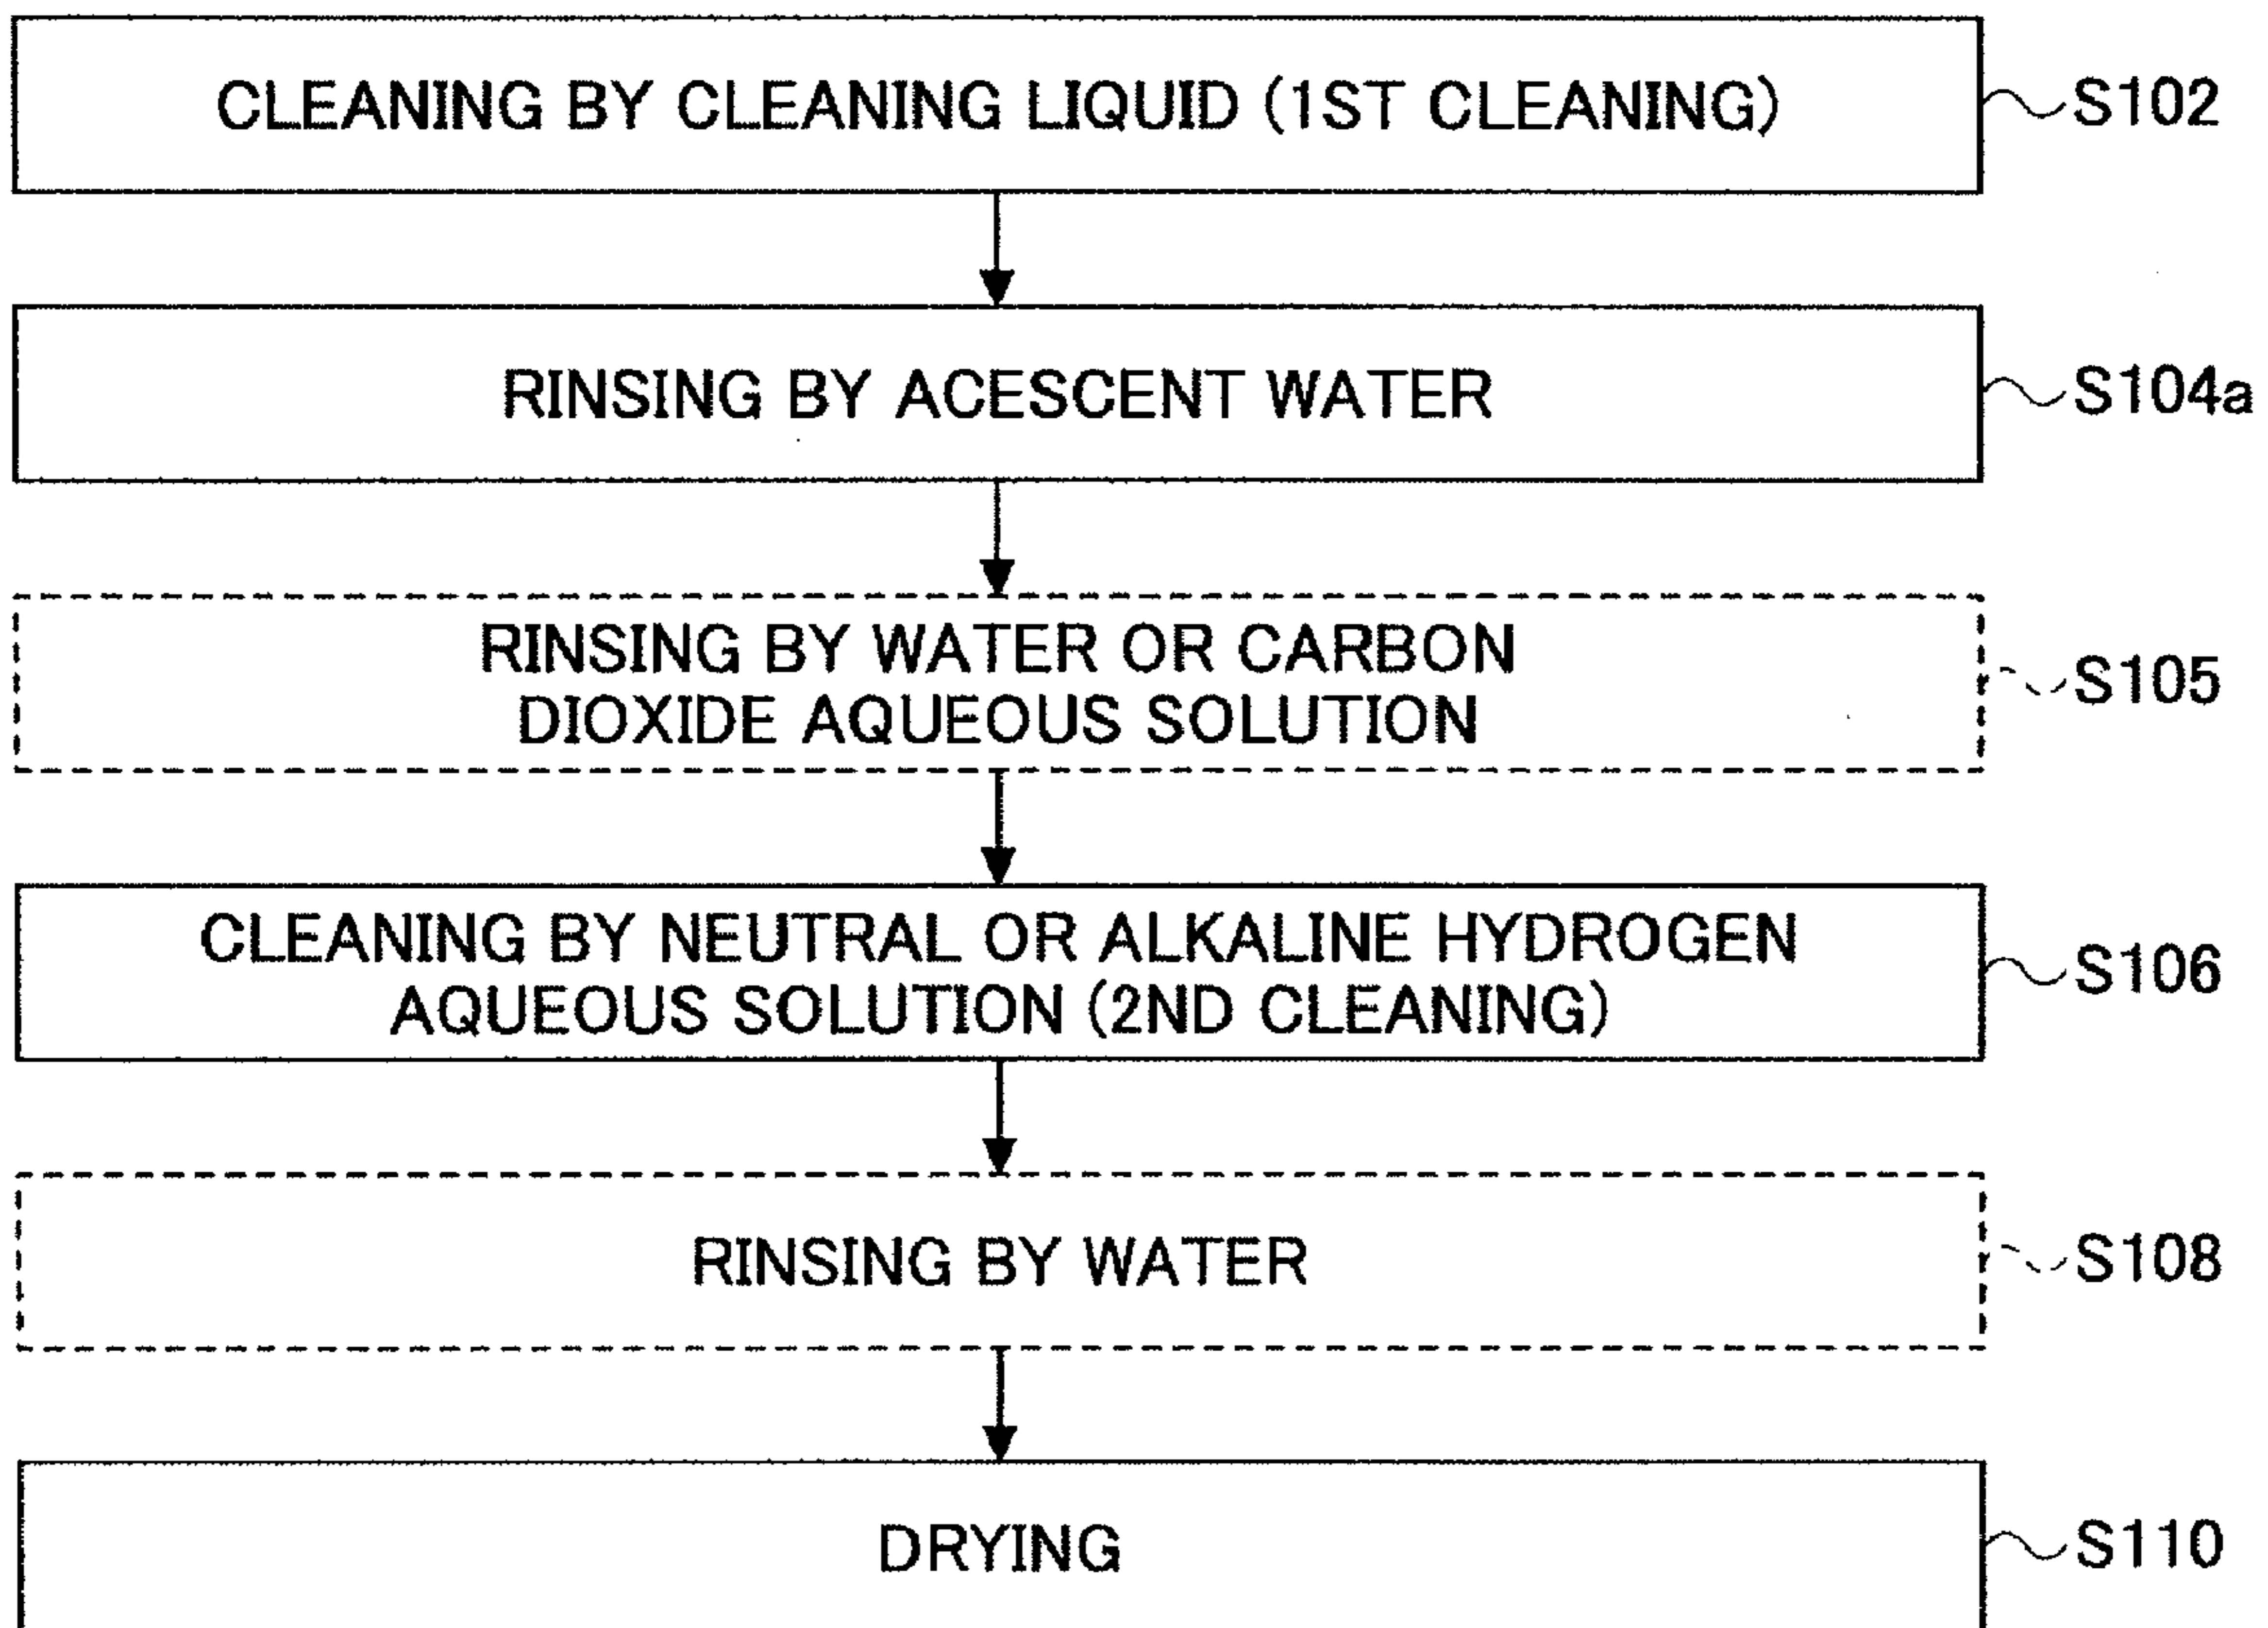 CLEANING BY CLEANING LIQUID (1ST CLEANING)
S102
RINSING BY ACESCENT WATER
S104a
RINSING BY WATER OR CARBON
DIOXIDE AQUEOUS SOLUTION
S105
CLEANING BY NEUTRAL OR ALKALINE HYDROGEN
AQUEOUS SOLUTION (2ND CLEANING)
S106
RINSING BY WATER
S108
DRYING
S110